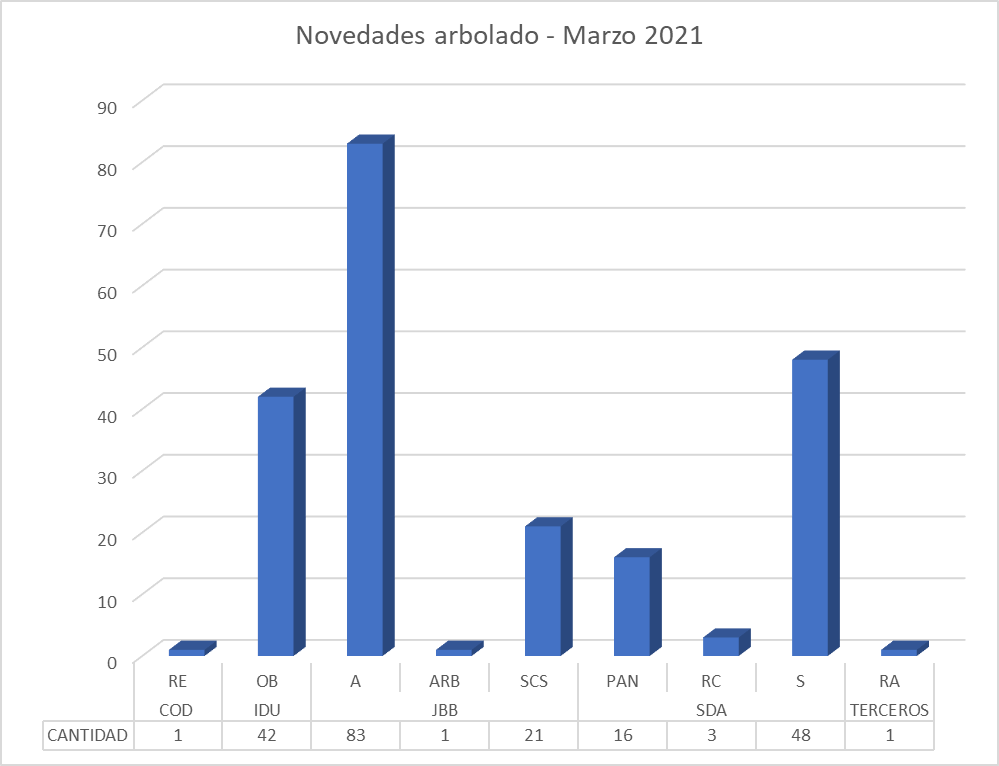 Novedades arbolado - Marzo 2021
90
80
70
60
50
40
30
20
10
0
RE OB A ARB SCS PAN RC S RA
COD IDU JBB SDA TERCEROS
CANTIDAD 1 42 83 1 21 16 3 48 1